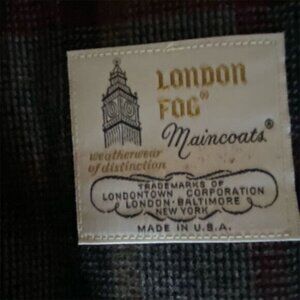 LONDON
FOG®
Maincoats®
weatherwear
of distinction
TRADEMARKS OF
LONDONTOWN CORPORATION
LONDON·BALTIMORE
NEW YORK
MADE IN U.S.A.